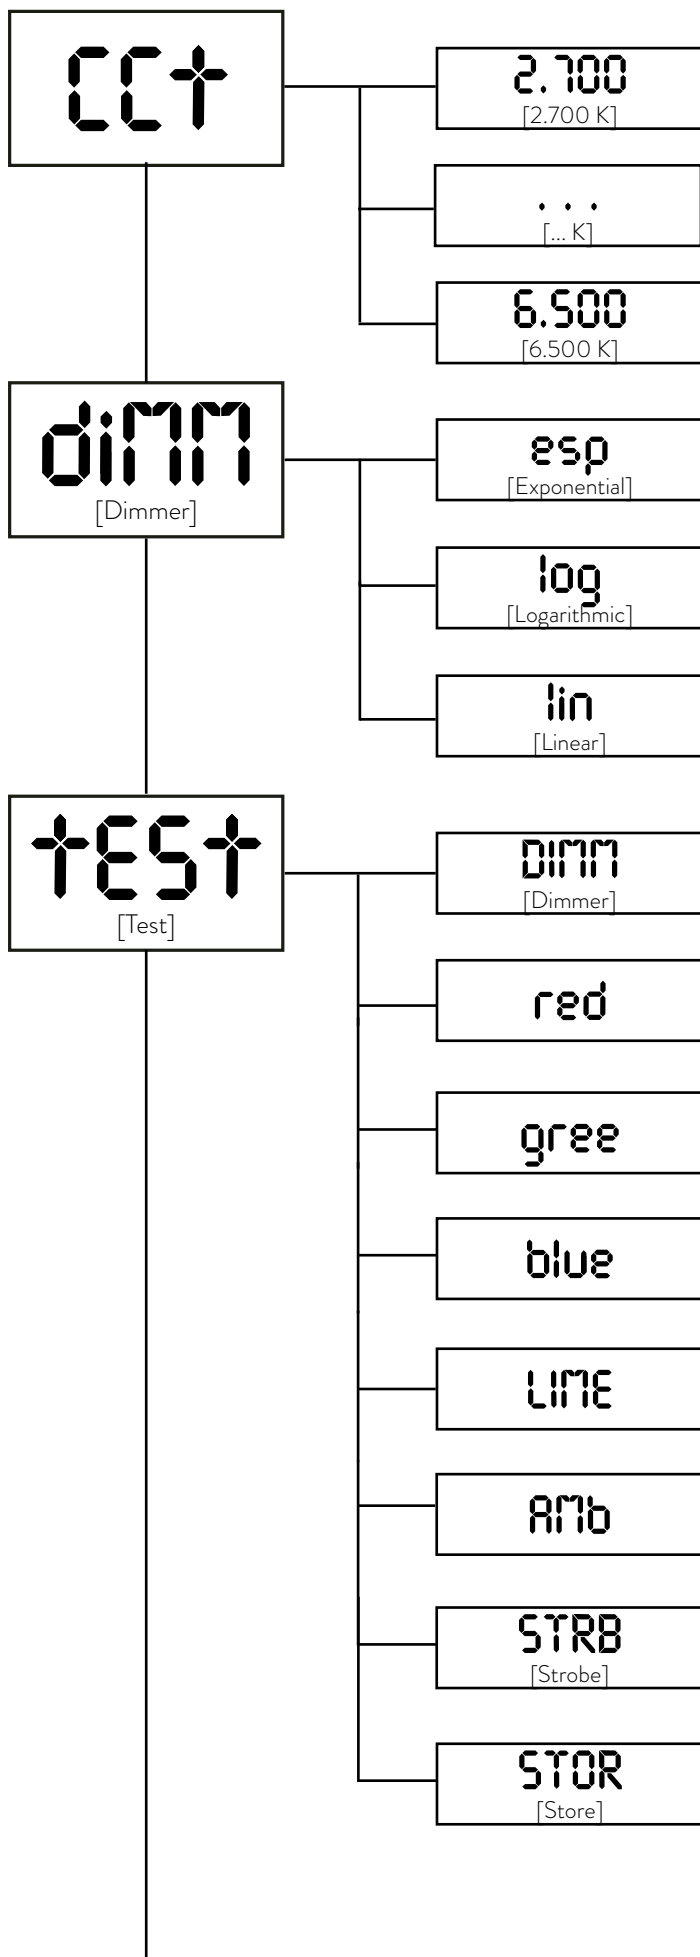 CCt
2.700
[2.700 K]
...
[... K]
6.500
[6.500 K]
diMM
[Dimmer]
esp
[Exponential]
log
[Logarithmic]
lin
[Linear]
tESt
[Test]
DIMM
[Dimmer]
red
gree
blue
LIME
AMb
STRB
[Strobe]
STOR
[Store]